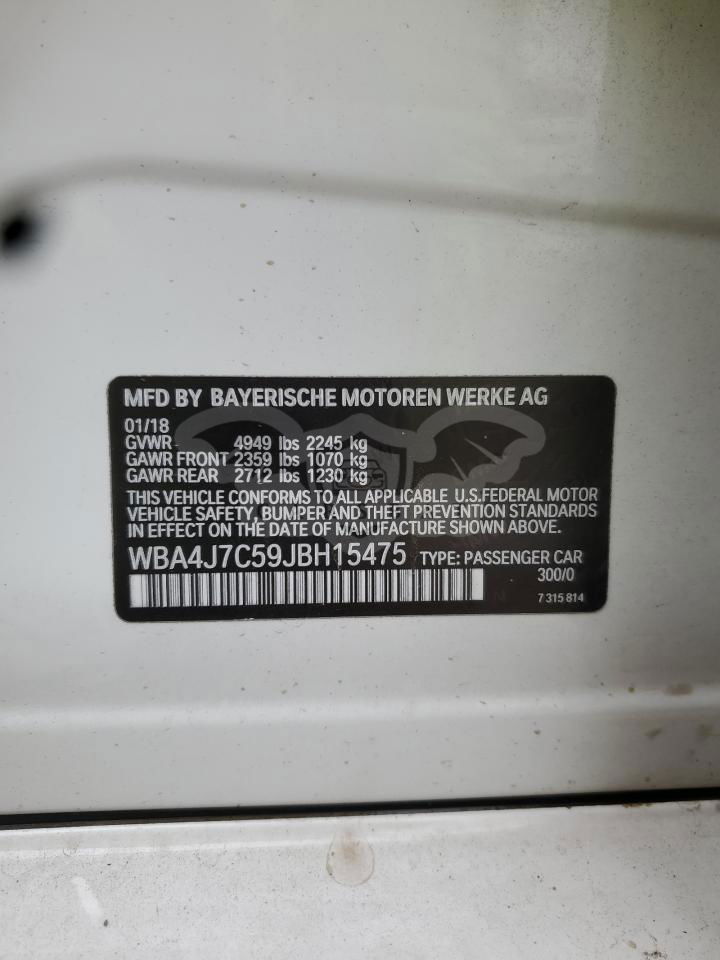 MFD BY BAYERISCHE MOTOREN WERKE AG
01/18
GVWR 4949 lbs 2245 kg
GAWR FRONT 2359 lbs 1070 kg
GAWR REAR 2712 lbs 1230 kg
THIS VEHICLE CONFORMS TO ALL APPLICABLE U.S.FEDERAL MOTOR
VEHICLE SAFETY, BUMPER AND THEFT PREVENTION STANDARDS
IN EFFECT ON THE DATE OF MANUFACTURE SHOWN ABOVE.
WBA4J7C59JBH15475 TYPE: PASSENGER CAR
300/0
7 315 814